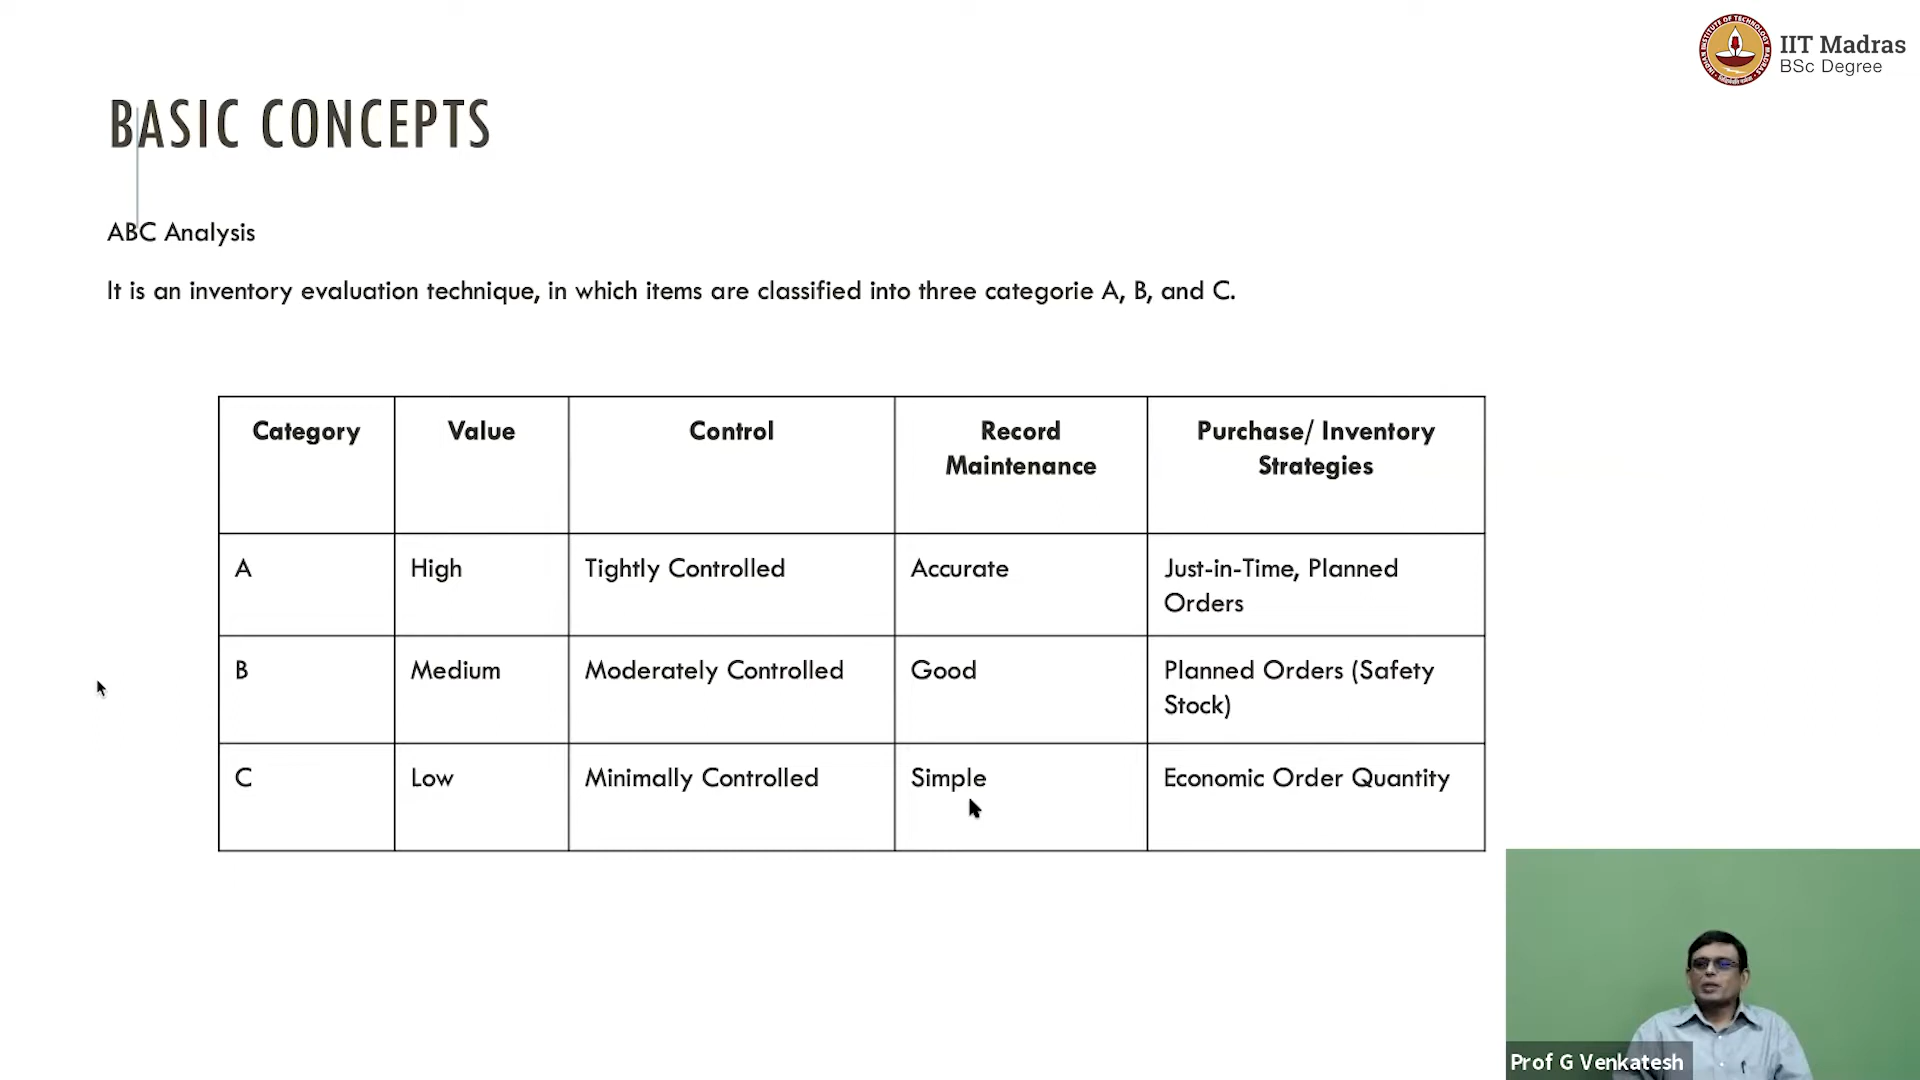 IIT Madras
BSc Degree
BASIC CONCEPTS
ABC Analysis
It is an inventory evaluation technique, in which items are classified into three categorie A, B, and C.
Category Value Control Record Maintenance Purchase/ Inventory Strategies
A High Tightly Controlled Accurate Just-in-Time, Planned Orders
B Medium Moderately Controlled Good Planned Orders (Safety Stock)
C Low Minimally Controlled Simple Economic Order Quantity
Prof G Venkatesh